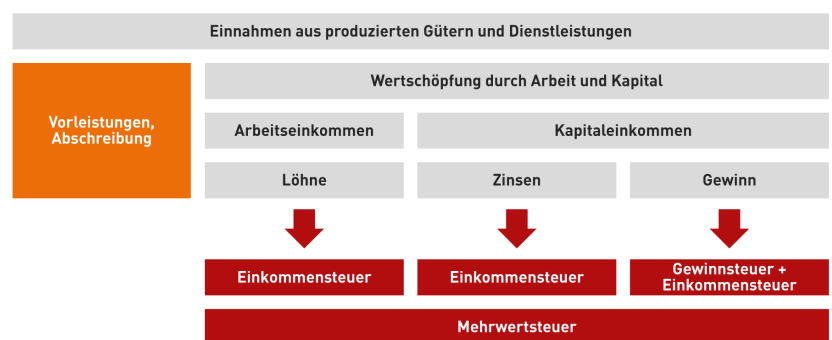 Einnahmen aus produzierten Gütern und Dienstleistungen
Vorleistungen,
Abschreibung
Wertschöpfung durch Arbeit und Kapital
Arbeitseinkommen
Kapitaleinkommen
Löhne
Zinsen
Gewinn
Einkommensteuer
Einkommensteuer
Gewinnsteuer +
Einkommensteuer
Mehrwertsteuer